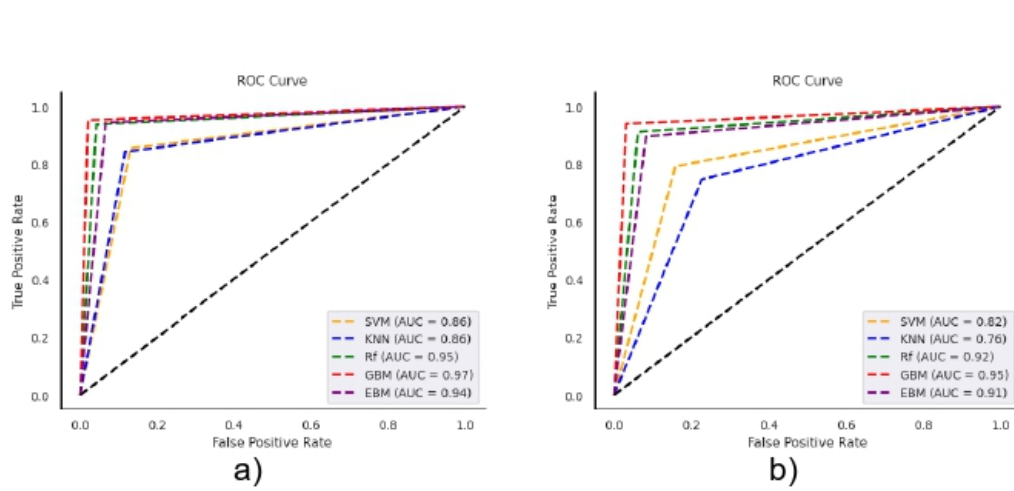 ROC Curve
1.0
0.8
0.6
0.4
0.2
0.0
True Positive Rate
SVM (AUC = 0.86)
KNN (AUC = 0.86)
Rf (AUC = 0.95)
GBM (AUC = 0.97)
EBM (AUC = 0.94)
0.0 0.2 0.4 0.6 0.8 1.0
False Positive Rate
a)
ROC Curve
1.0
0.8
0.6
0.4
0.2
0.0
True Positive Rate
SVM (AUC = 0.82)
KNN (AUC = 0.76)
Rf (AUC = 0.92)
GBM (AUC = 0.95)
EBM (AUC = 0.91)
0.0 0.2 0.4 0.6 0.8 1.0
False Positive Rate
b)